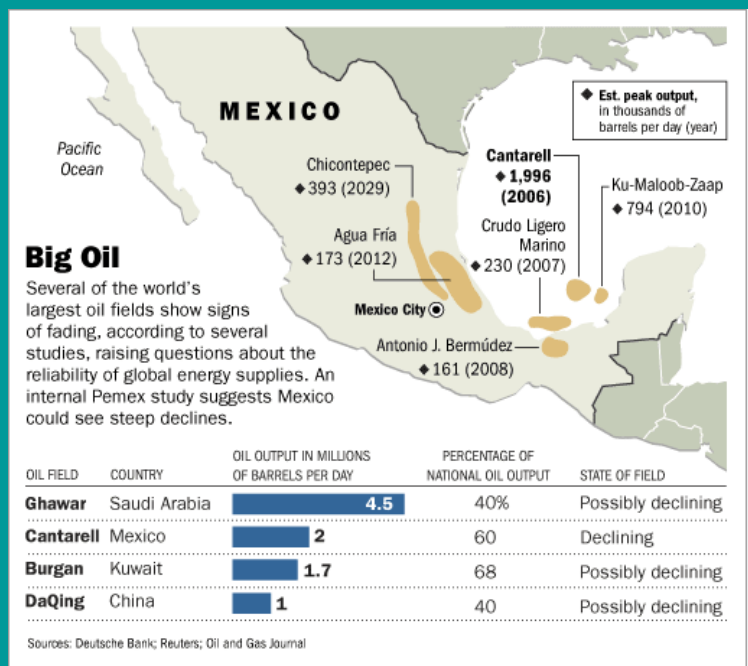 MEXICO
Pacific
Ocean
◆ Est. peak output,
in thousands of
barrels per day (year)
Chicontepec
◆ 393 (2029)
Agua Fría
◆ 173 (2012)
Mexico City
Cantarell
◆ 1,996
(2006)
Ku-Maloob-Zaap
◆ 794 (2010)
Crudo Ligero
Marino
◆ 230 (2007)
Antonio J. Bermúdez
◆ 161 (2008)
Big Oil
Several of the world's
largest oil fields show signs
of fading, according to several
studies, raising questions about the
reliability of global energy supplies. An
internal Pemex study suggests Mexico
could see steep declines.
OIL FIELD COUNTRY OIL OUTPUT IN MILLIONS OF BARRELS PER DAY PERCENTAGE OF NATIONAL OIL OUTPUT STATE OF FIELD
Ghawar Saudi Arabia 4.5 40% Possibly declining
Cantarell Mexico 2 60 Declining
Burgan Kuwait 1.7 68 Possibly declining
DaQing China 1 40 Possibly declining
Sources: Deutsche Bank; Reuters; Oil and Gas Journal